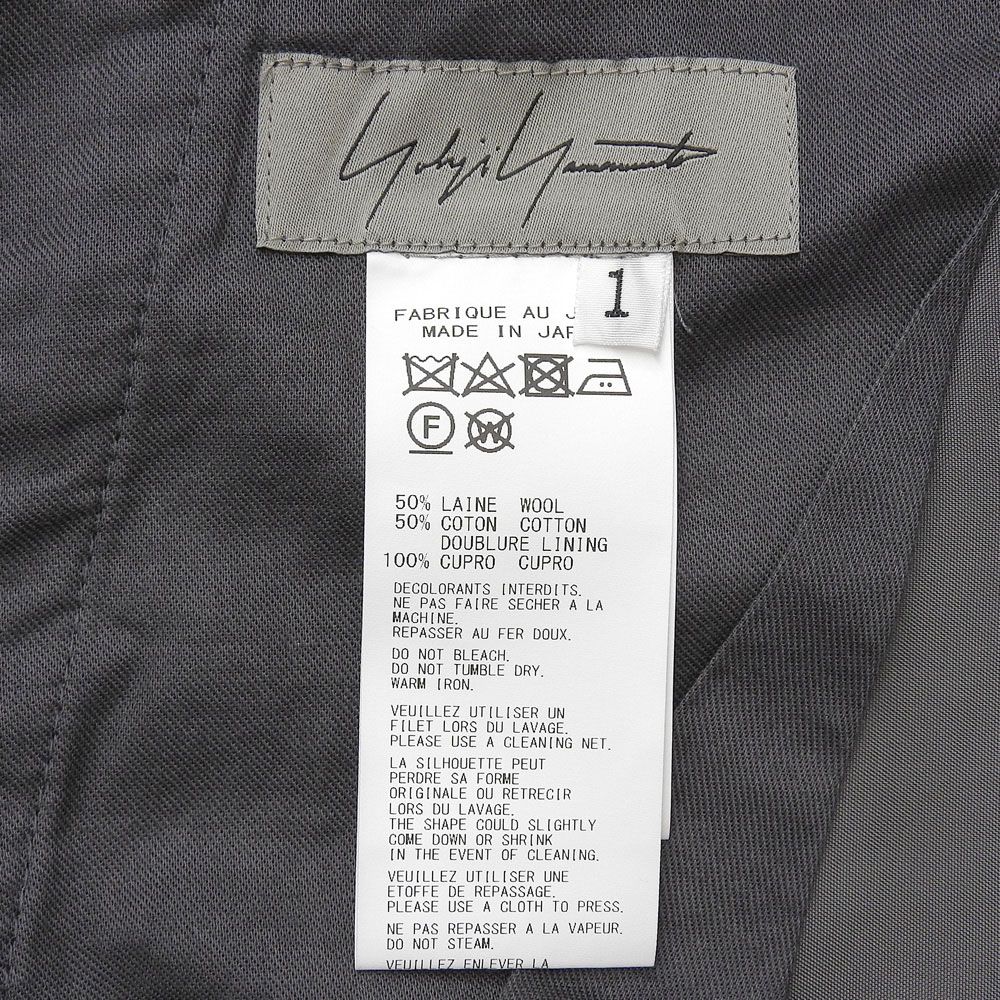 Yohji Yamamoto
1
FABRIQUE AU
MADE IN
F
W
50% LAINE WOOL
50% COTON COTTON
DOUBLURE LINING
100% CUPRO CUPRO
DECOLORANTS INTERDITS.
NE PAS FAIRE SECHER A LA
MACHINE.
REPASSER AU FER DOUX.
DO NOT BLEACH.
DO NOT TUMBLE DRY.
WARM IRON.
VEUILLEZ UTILISER UN
FILET LORS DU LAVAGE.
PLEASE USE A CLEANING NET.
LA SILHOUETTE PEUT
PERDRE SA FORME
ORIGINALE OU RETRECIR
LORS DU LAVAGE.
THE SHAPE COULD SLIGHTLY
COME DOWN OR SHRINK
IN THE EVENT OF CLEANING.
VEUILLEZ UTILISER UNE
ETOFFE DE REPASSAGE.
PLEASE USE A CLOTH TO PRESS.
NE PAS REPASSER A LA VAPEUR.
DO NOT STEAM.
VEUILLEZ ENLEVER LA